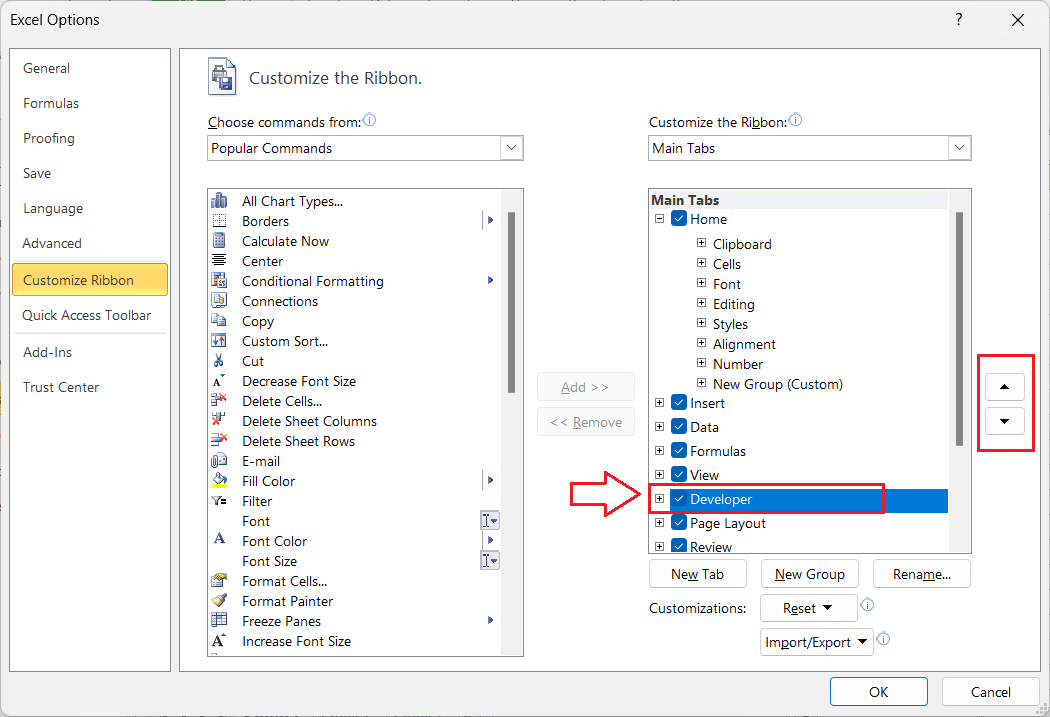 Excel Options
?
General
Formulas
Proofing
Save
Language
Advanced
Customize Ribbon
Quick Access Toolbar
Add-Ins
Trust Center
Customize the Ribbon.
Choose commands from:
Popular Commands
All Chart Types...
Borders
Calculate Now
Center
Conditional Formatting
Connections
Copy
Custom Sort...
Cut
Decrease Font Size
Delete Cells...
Delete Sheet Columns
Delete Sheet Rows
E-mail
Fill Color
Filter
Font
Font Color
Font Size
Format Cells...
Format Painter
Freeze Panes
Increase Font Size
Add >>
<< Remove
Customize the Ribbon:
Main Tabs
Main Tabs
Home
Clipboard
Cells
Font
Editing
Styles
Alignment
Number
New Group (Custom)
Insert
Data
Formulas
View
Developer
Page Layout
Review
New Tab
New Group
Rename...
Customizations:
Reset
Import/Export
OK
Cancel